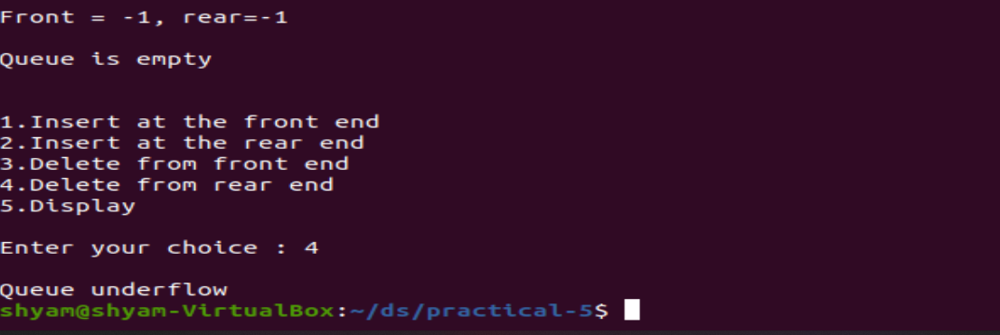 Front = -1, rear=-1
Queue is empty
1.Insert at the front end
2.Insert at the rear end
3.Delete from front end
4.Delete from rear end
5.Display
Enter your choice : 4
Queue underflow
shyam@shyam-VirtualBox:~/ds/practical-5$